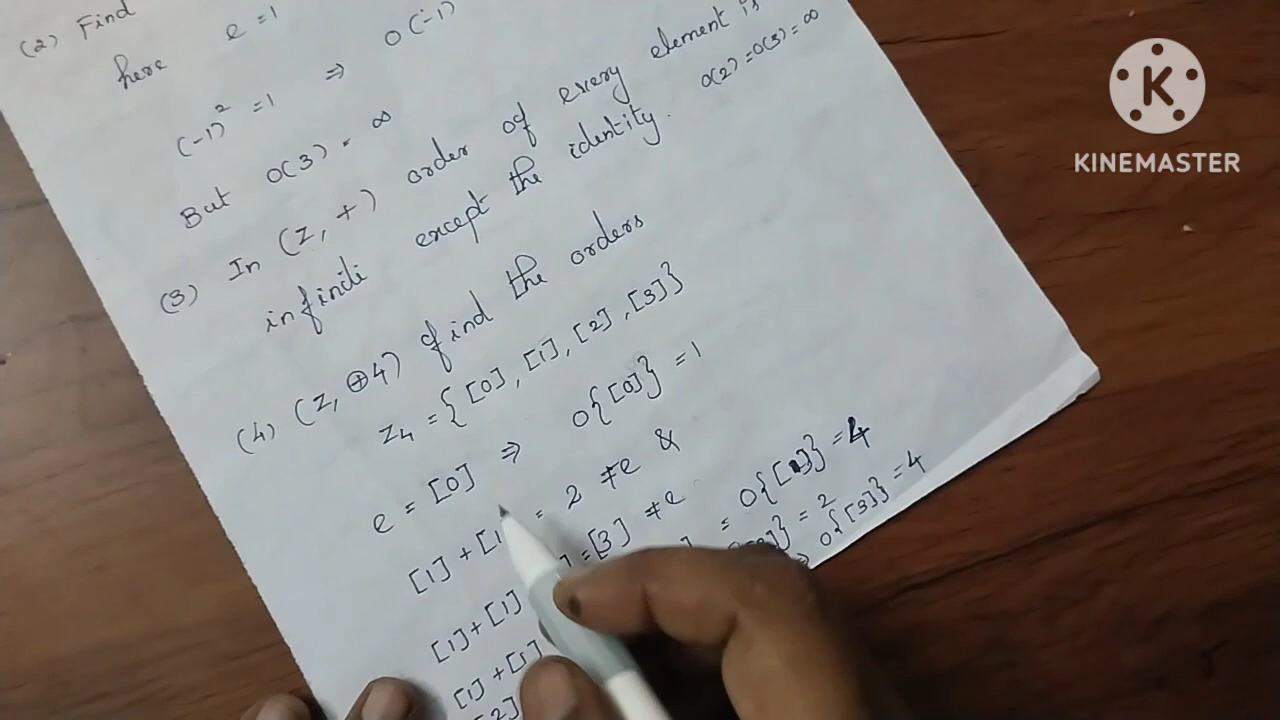 (2) Find
here e = 1
(-1)² = 1 ⇒ O(-1)
But O(3) = ∞
(3) In (Z, +) order of every element is
infinite except the identity. O(2) = O(3) = ∞
(4) (Z, ⊕4) find the orders
Z₄ = {[0], [1], [2], [3]}
e = [0] ⇒ O{[0]} = 1
[1] + [1] = 2 ≠ e &
[1] + [1] = [3] ≠ e
[1] + [1] = O{[1]} = 4
[2] = 2
⇒ O{[3]} = 4
K
KINEMASTER